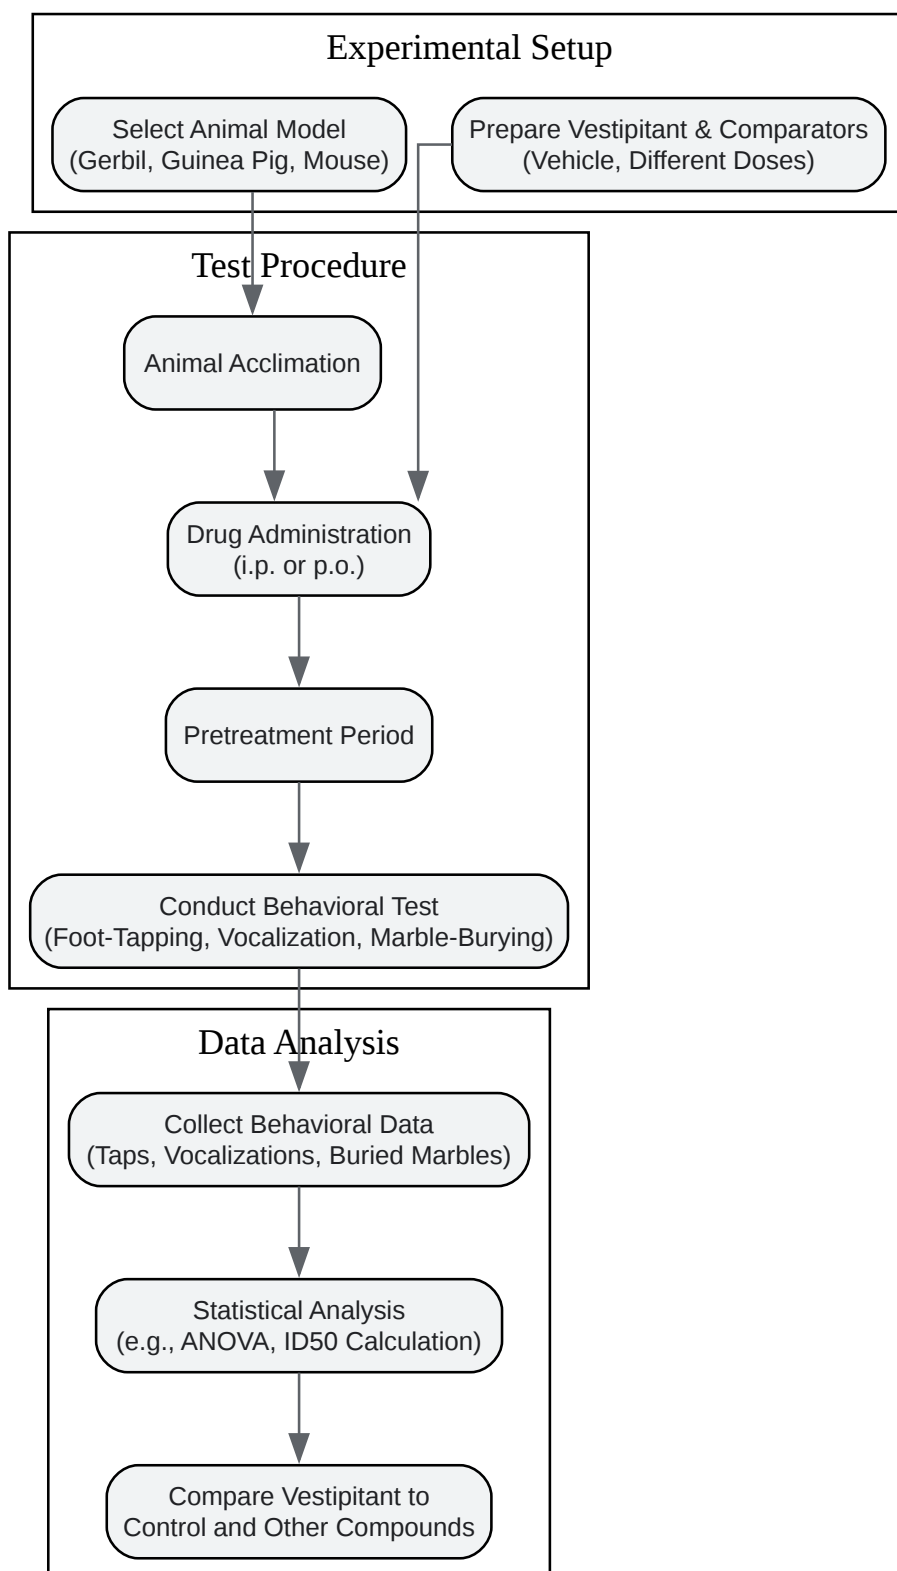 Experimental Setup
Select Animal Model
(Gerbil, Guinea Pig, Mouse)
Prepare Vestipitant & Comparators
(Vehicle, Different Doses)
Test Procedure
Animal Acclimation
Drug Administration
(i.p. or p.o.)
Pretreatment Period
Conduct Behavioral Test
(Foot-Tapping, Vocalization, Marble-Burying)
Data Analysis
Collect Behavioral Data
(Taps, Vocalizations, Buried Marbles)
Statistical Analysis
(e.g., ANOVA, ID50 Calculation)
Compare Vestipitant to
Control and Other Compounds